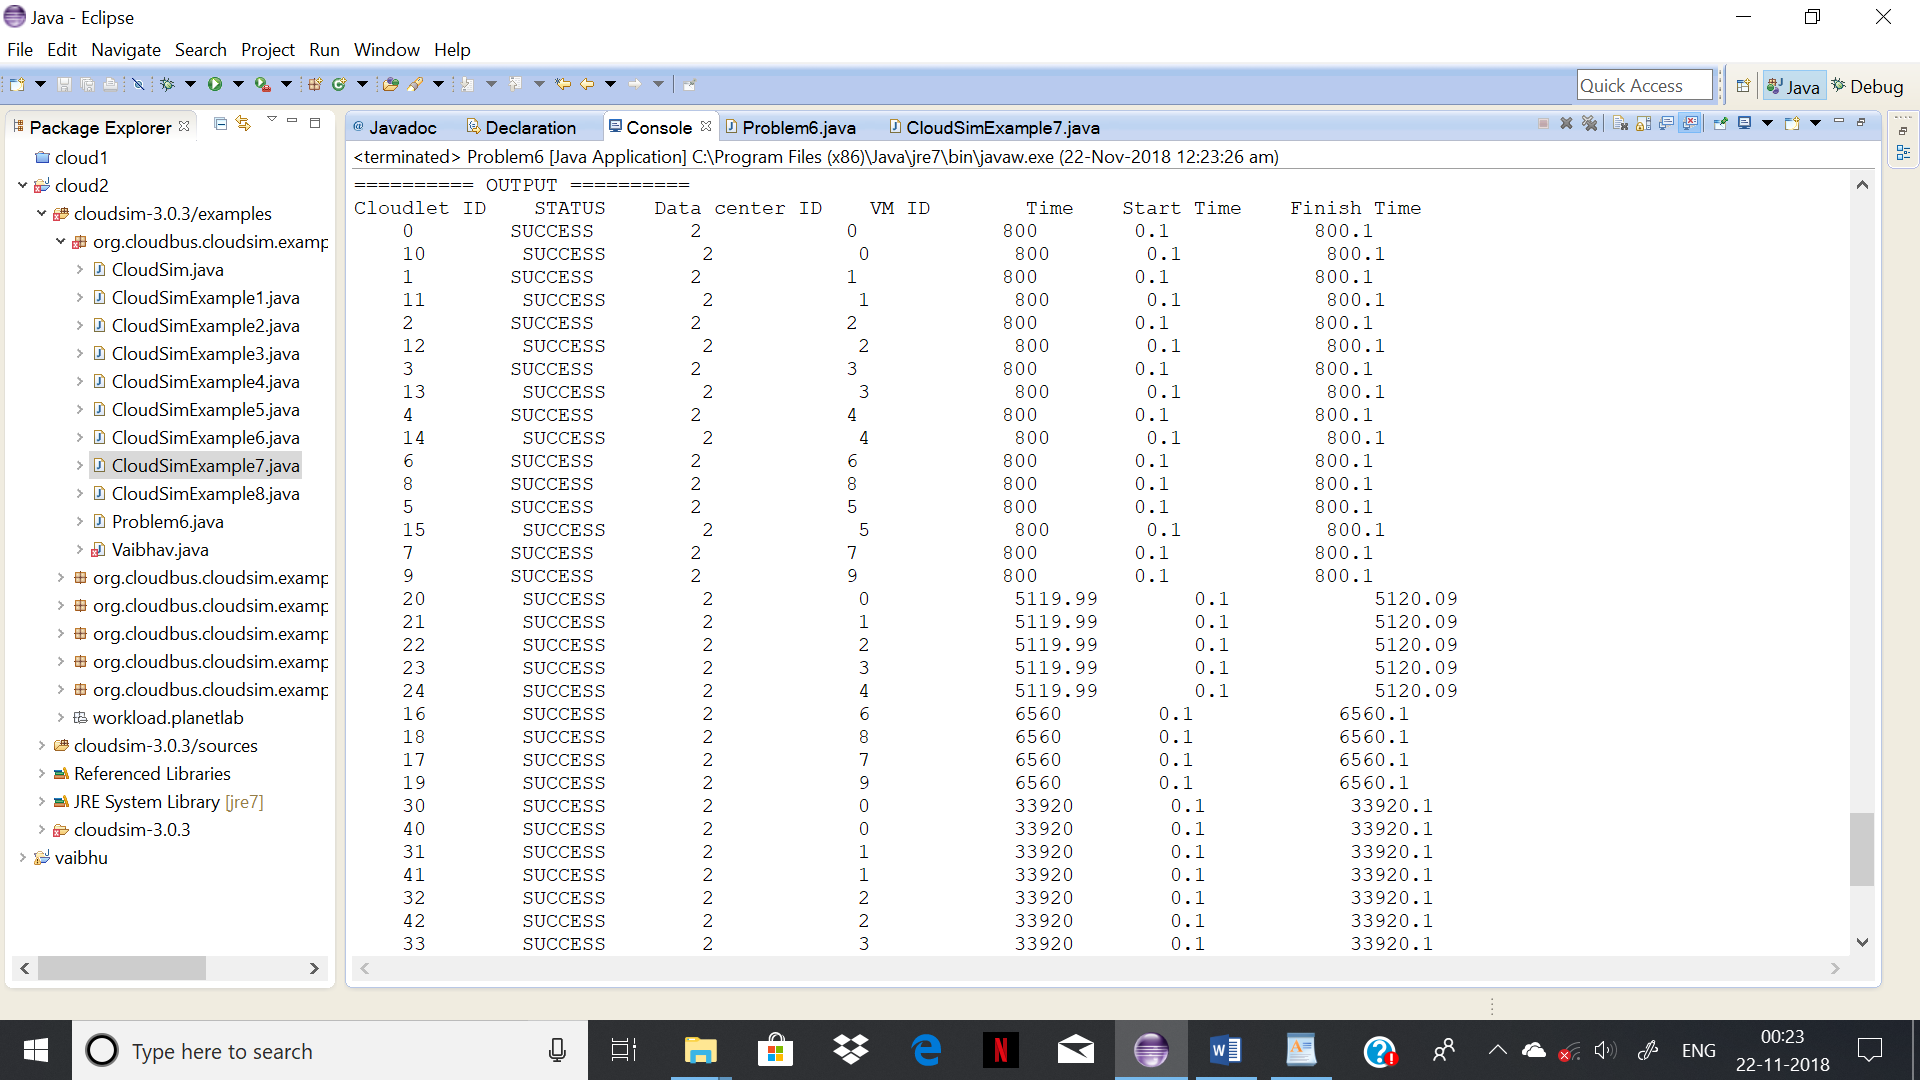 Java - Eclipse
File Edit Navigate Search Project Run Window Help
Quick Access
Java
Debug
Package Explorer
cloud1
cloud2
cloudsim-3.0.3/examples
org.cloudbus.cloudsim.examp
CloudSim.java
CloudSimExample1.java
CloudSimExample2.java
CloudSimExample3.java
CloudSimExample4.java
CloudSimExample5.java
CloudSimExample6.java
CloudSimExample7.java
CloudSimExample8.java
Problem6.java
Vaibhav.java
org.cloudbus.cloudsim.examp
org.cloudbus.cloudsim.examp
org.cloudbus.cloudsim.examp
org.cloudbus.cloudsim.examp
org.cloudbus.cloudsim.examp
workload.planetlab
cloudsim-3.0.3/sources
Referenced Libraries
JRE System Library [jre7]
cloudsim-3.0.3
vaibhu
Javadoc Declaration Console Problem6.java CloudSimExample7.java
<terminated> Problem6 [Java Application] C:\Program Files (x86)\Java\jre7\bin\javaw.exe (22-Nov-2018 12:23:26 am)
========== OUTPUT ==========
Cloudlet ID STATUS Data center ID VM ID Time Start Time Finish Time
0 SUCCESS 2 0 800 0.1 800.1
10 SUCCESS 2 0 800 0.1 800.1
1 SUCCESS 2 1 800 0.1 800.1
11 SUCCESS 2 1 800 0.1 800.1
2 SUCCESS 2 2 800 0.1 800.1
12 SUCCESS 2 2 800 0.1 800.1
3 SUCCESS 2 3 800 0.1 800.1
13 SUCCESS 2 3 800 0.1 800.1
4 SUCCESS 2 4 800 0.1 800.1
14 SUCCESS 2 4 800 0.1 800.1
6 SUCCESS 2 6 800 0.1 800.1
8 SUCCESS 2 8 800 0.1 800.1
5 SUCCESS 2 5 800 0.1 800.1
15 SUCCESS 2 5 800 0.1 800.1
7 SUCCESS 2 7 800 0.1 800.1
9 SUCCESS 2 9 800 0.1 800.1
20 SUCCESS 2 0 5119.99 0.1 5120.09
21 SUCCESS 2 1 5119.99 0.1 5120.09
22 SUCCESS 2 2 5119.99 0.1 5120.09
23 SUCCESS 2 3 5119.99 0.1 5120.09
24 SUCCESS 2 4 5119.99 0.1 5120.09
16 SUCCESS 2 6 6560 0.1 6560.1
18 SUCCESS 2 8 6560 0.1 6560.1
17 SUCCESS 2 7 6560 0.1 6560.1
19 SUCCESS 2 9 6560 0.1 6560.1
30 SUCCESS 2 0 33920 0.1 33920.1
40 SUCCESS 2 0 33920 0.1 33920.1
31 SUCCESS 2 1 33920 0.1 33920.1
41 SUCCESS 2 1 33920 0.1 33920.1
32 SUCCESS 2 2 33920 0.1 33920.1
42 SUCCESS 2 2 33920 0.1 33920.1
33 SUCCESS 2 3 33920 0.1 33920.1
Type here to search
ENG
00:23
22-11-2018